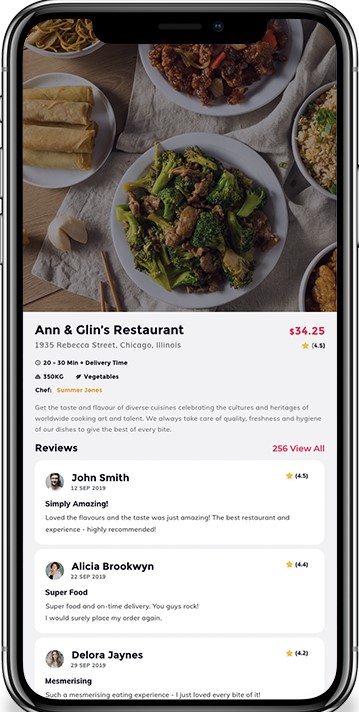 Ann & Glin's Restaurant
$34.25
1935 Rebecca Street, Chicago, Illinois
(4.5)
20 - 30 Min + Delivery Time
350KG
Vegetables
Chef: Summer Jones
Get the taste and flavour of diverse cuisines celebrating the cultures and heritages of
worldwide cooking art and talent. We always take care of quality, freshness and hygiene
of our dishes to give the best of every bite.
Reviews
256 View All
John Smith
(4.5)
12 SEP 2019
Simply Amazing!
Loved the flavours and the taste was just amazing! The best restaurant and
experience - highly recommended!
Alicia Brookwyn
(4.4)
22 SEP 2019
Super Food
Super food and on-time delivery. You guys rock!
I would surely place my order again.
Delora Jaynes
(4.2)
29 SEP 2019
Mesmerising
Such a mesmerising eating experience - I just loved every bite of it!